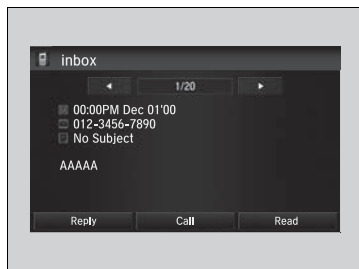 inbox
1/20
00:00PM Dec 01'00
012-3456-7890
No Subject
AAAAA
Reply Call Read